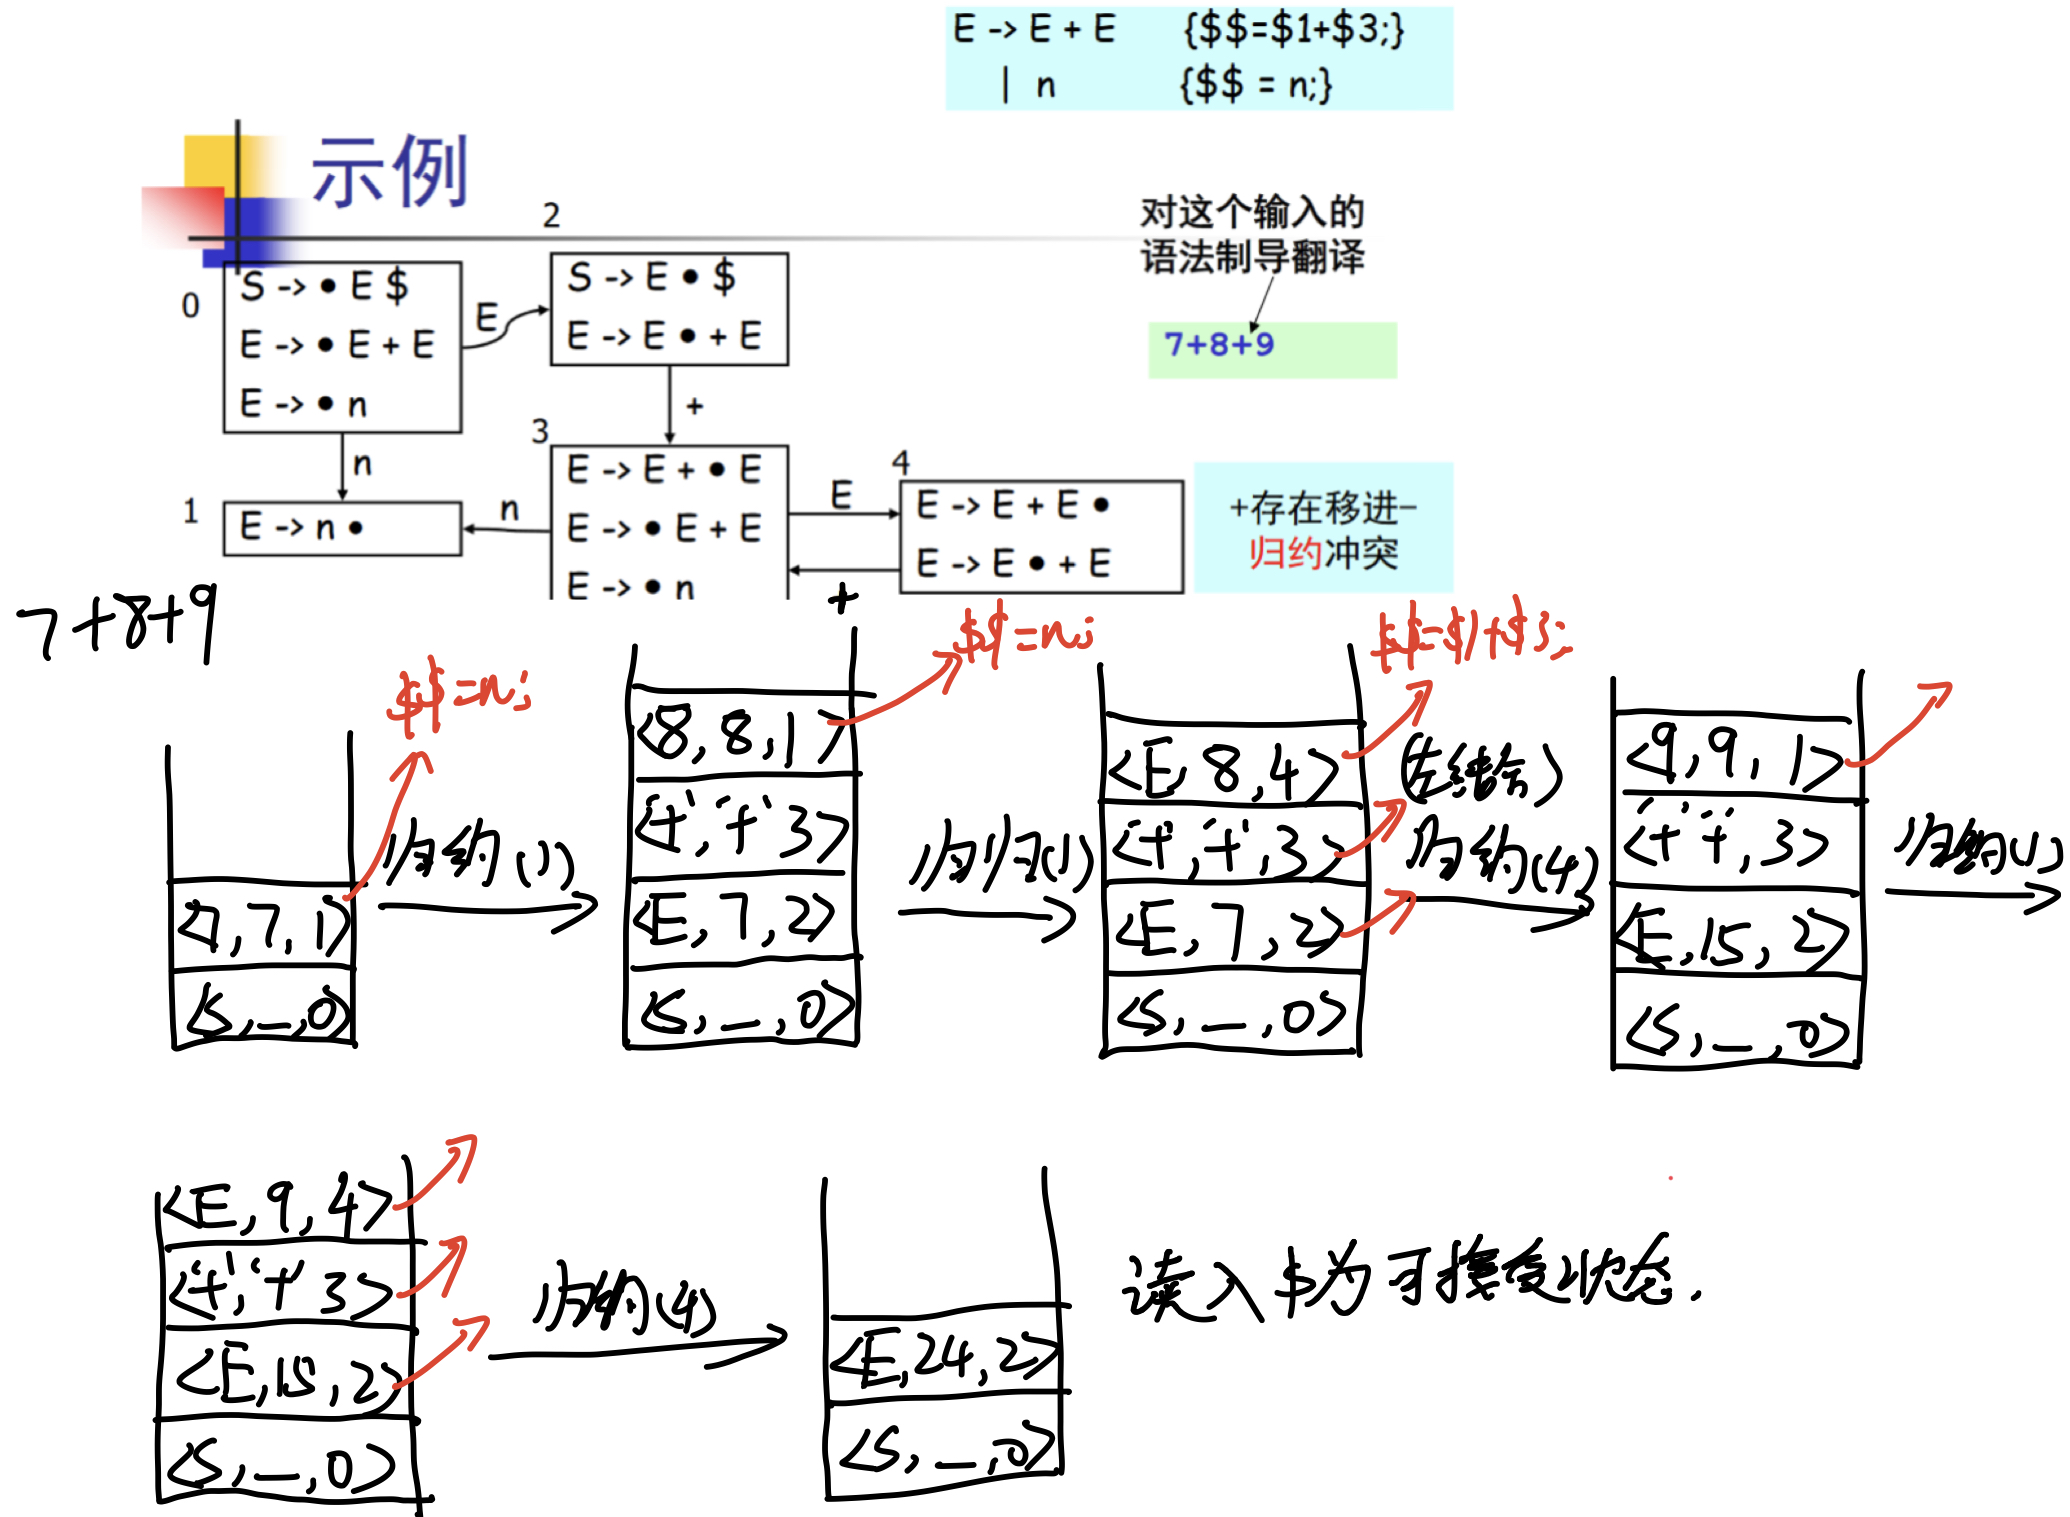 E -> E + E {$$=$1+$3;}
| n {$$ = n;}
示例
对这个输入的
语法制导翻译
7+8+9
0
S -> • E $
E -> • E + E
E -> • n
E
2
S -> E • $
E -> E • + E
n
+
1
E -> n •
n
3
E -> E + • E
E -> • E + E
E -> • n
E
4
E -> E + E •
E -> E • + E
+
+存在移进-
归约冲突
7+8+9
$$=n;
<7,7,1>
<S,_,0>
归约(1)
$$=n;
<8,8,1>
<'+','+' 3>
<E,7,2>
<S,_,0>
归约(1)
$$=$1+$3;
<E,8,4>
<'+','+',3>
<E,7,2>
<S,_,0>
(左结合)
归约(4)
<9,9,1>
<'+' '+',3>
<E,15,2>
<S,_,0>
归约(1)
<E,9,4>
<'+','+' 3>
<E,15,2>
<S,_,0>
归约(4)
<E,24,2>
<S,_,0>
读入$为可接受状态.